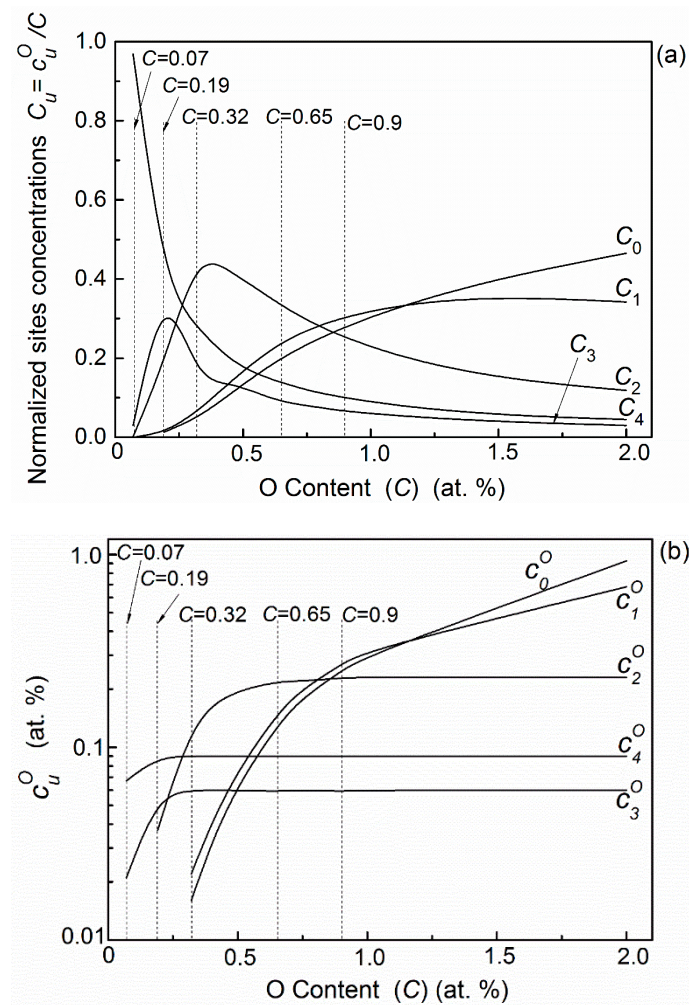 Normalized sites concentrations C_u = c_u^O /C
1.0
0.8
0.6
0.4
0.2
0.0
C=0.07
C=0.19
C=0.32
C=0.65
C=0.9
(a)
C_0
C_1
C_3
C_2
C_4
0.0
0.5
1.0
1.5
2.0
O Content (C) (at. %)
c_u^O (at. %)
1.0
0.1
0.01
C=0.07
C=0.19
C=0.32
C=0.65
C=0.9
(b)
c_0^O
c_1^O
c_2^O
c_4^O
c_3^O
0
0.5
1.0
1.5
2.0
O Content (C) (at. %)